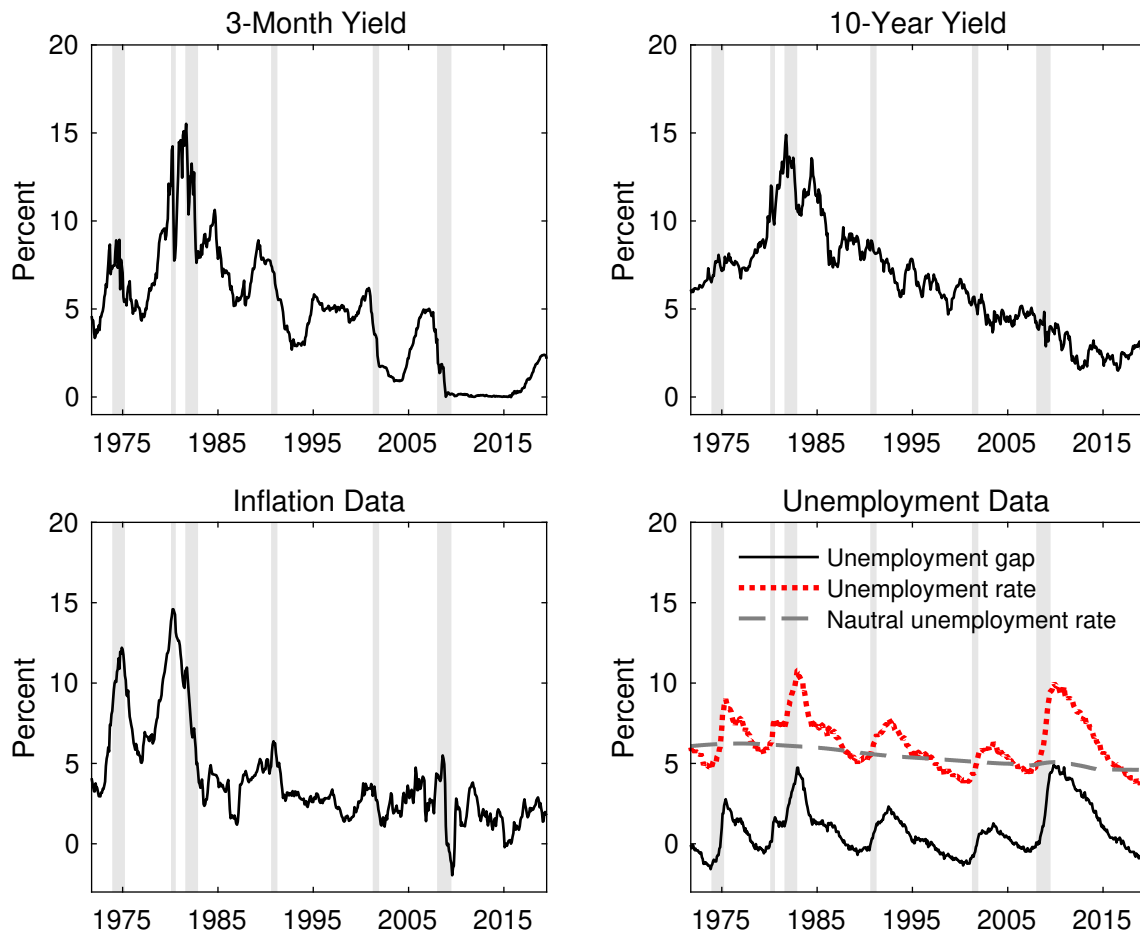 3-Month Yield
20
15
10
5
0
Percent
1975 1985 1995 2005 2015
10-Year Yield
20
15
10
5
0
Percent
1975 1985 1995 2005 2015
Inflation Data
20
15
10
5
0
Percent
1975 1985 1995 2005 2015
Unemployment Data
20
15
10
5
0
Percent
Unemployment gap
Unemployment rate
Nautral unemployment rate
1975 1985 1995 2005 2015